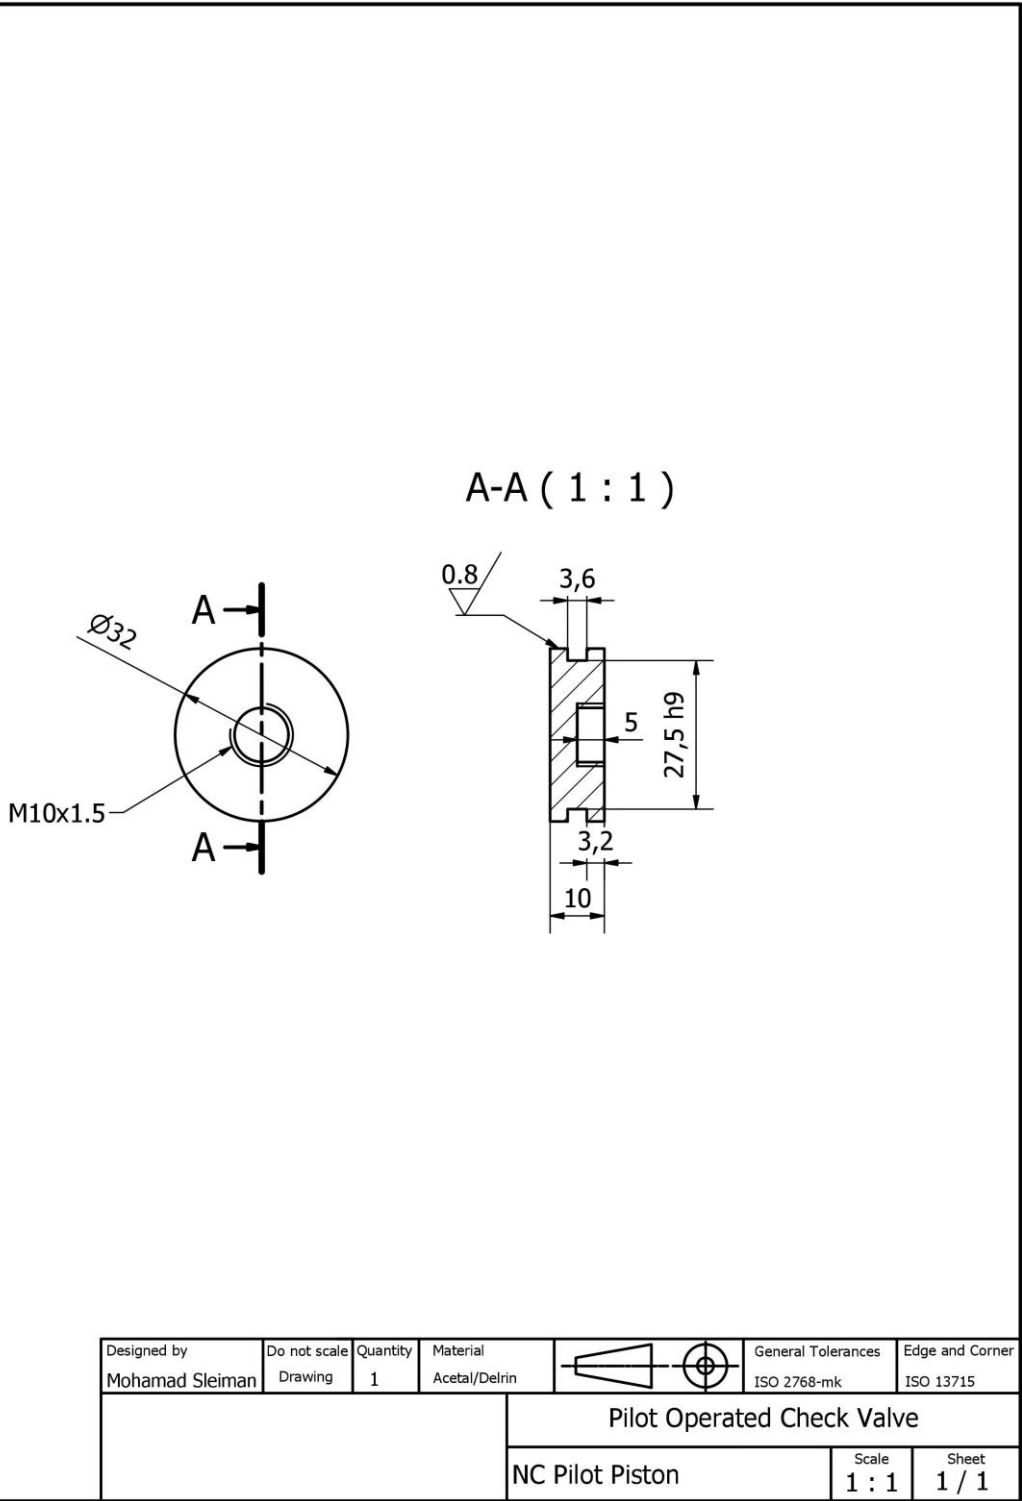 A-A ( 1 : 1 )
0.8
3,6
A
Ø32
5
27,5 h9
M10x1.5
A
3,2
10
Designed by
Mohamad Sleiman
Do not scale
Drawing
Quantity
1
Material
Acetal/Delrin
General Tolerances
ISO 2768-mk
Edge and Corner
ISO 13715
Pilot Operated Check Valve
NC Pilot Piston
Scale
1 : 1
Sheet
1 / 1